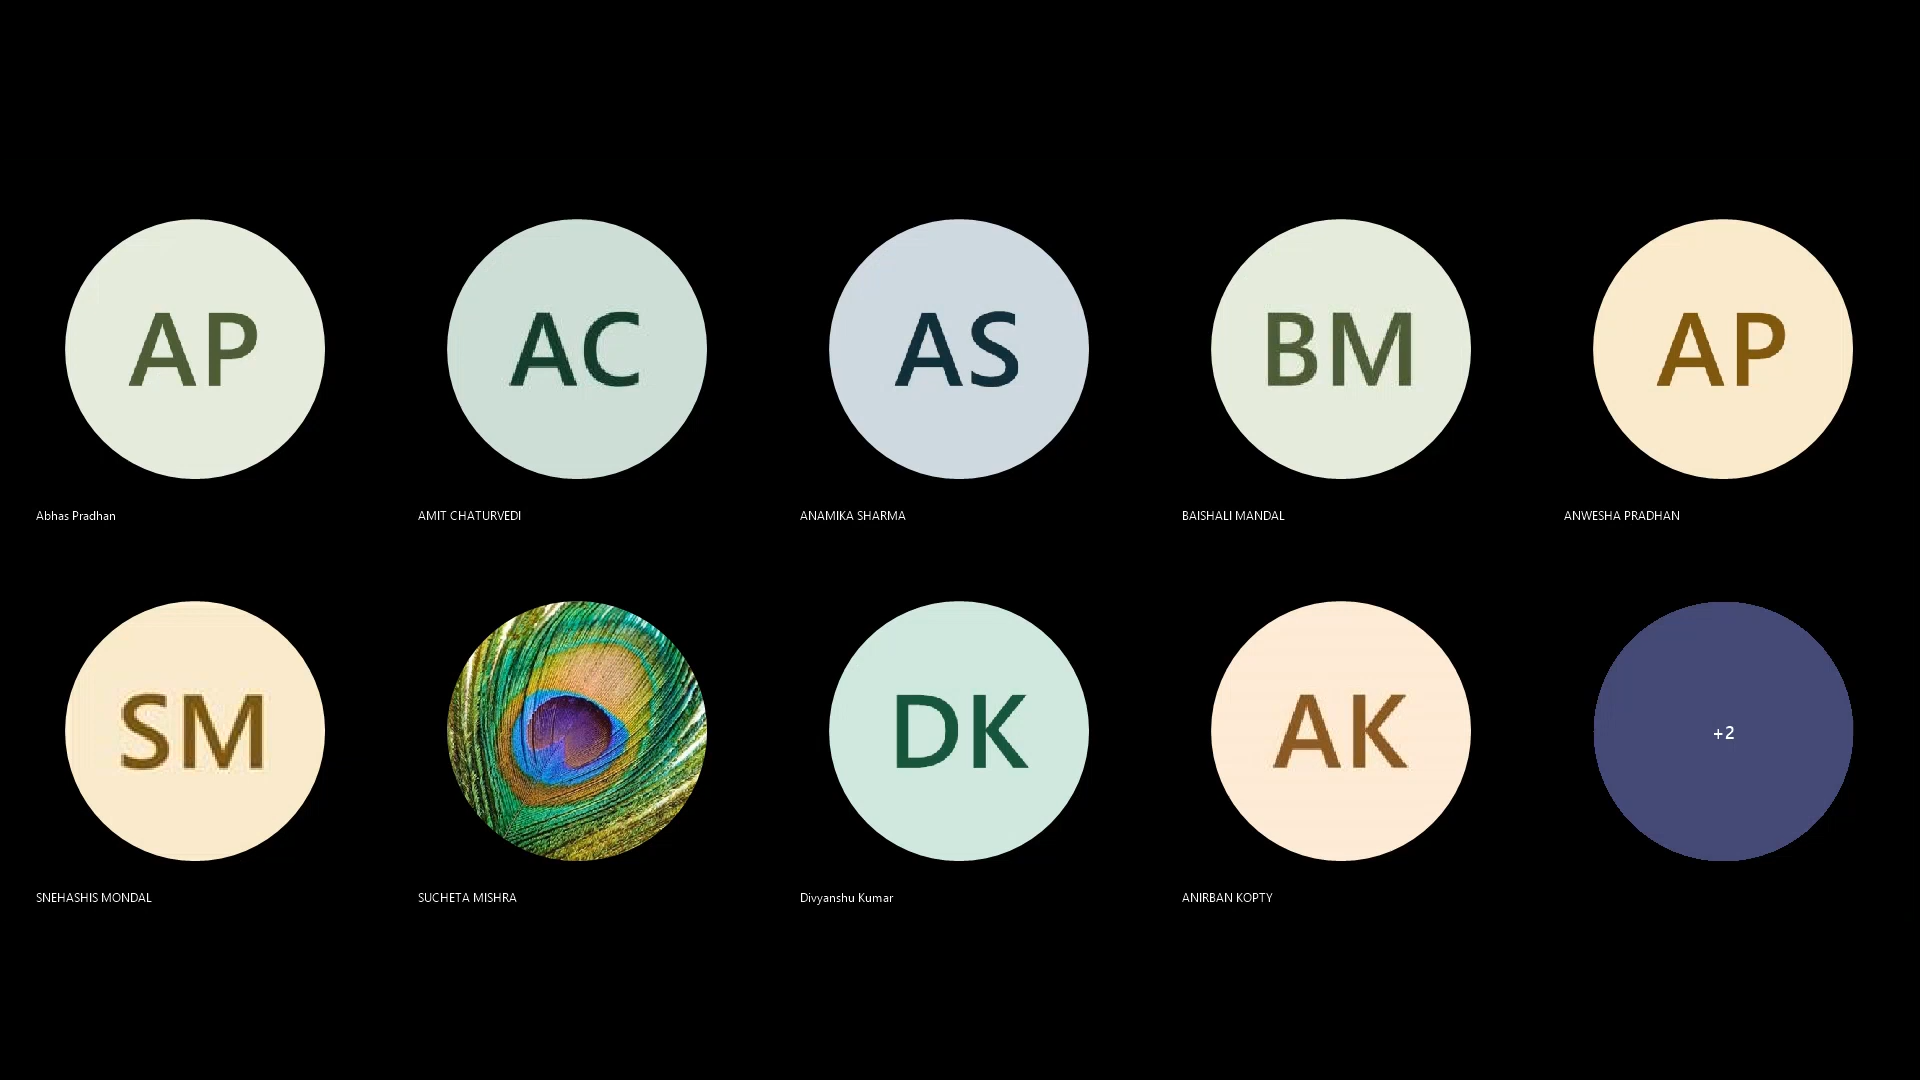 AP
AC
AS
BM
AP
Abhas Pradhan
AMIT CHATURVEDI
ANAMIKA SHARMA
BAISHALI MANDAL
ANWESHA PRADHAN
SM
DK
AK
+2
SNEHASHIS MONDAL
SUCHETA MISHRA
Divyanshu Kumar
ANIRBAN KOPTY